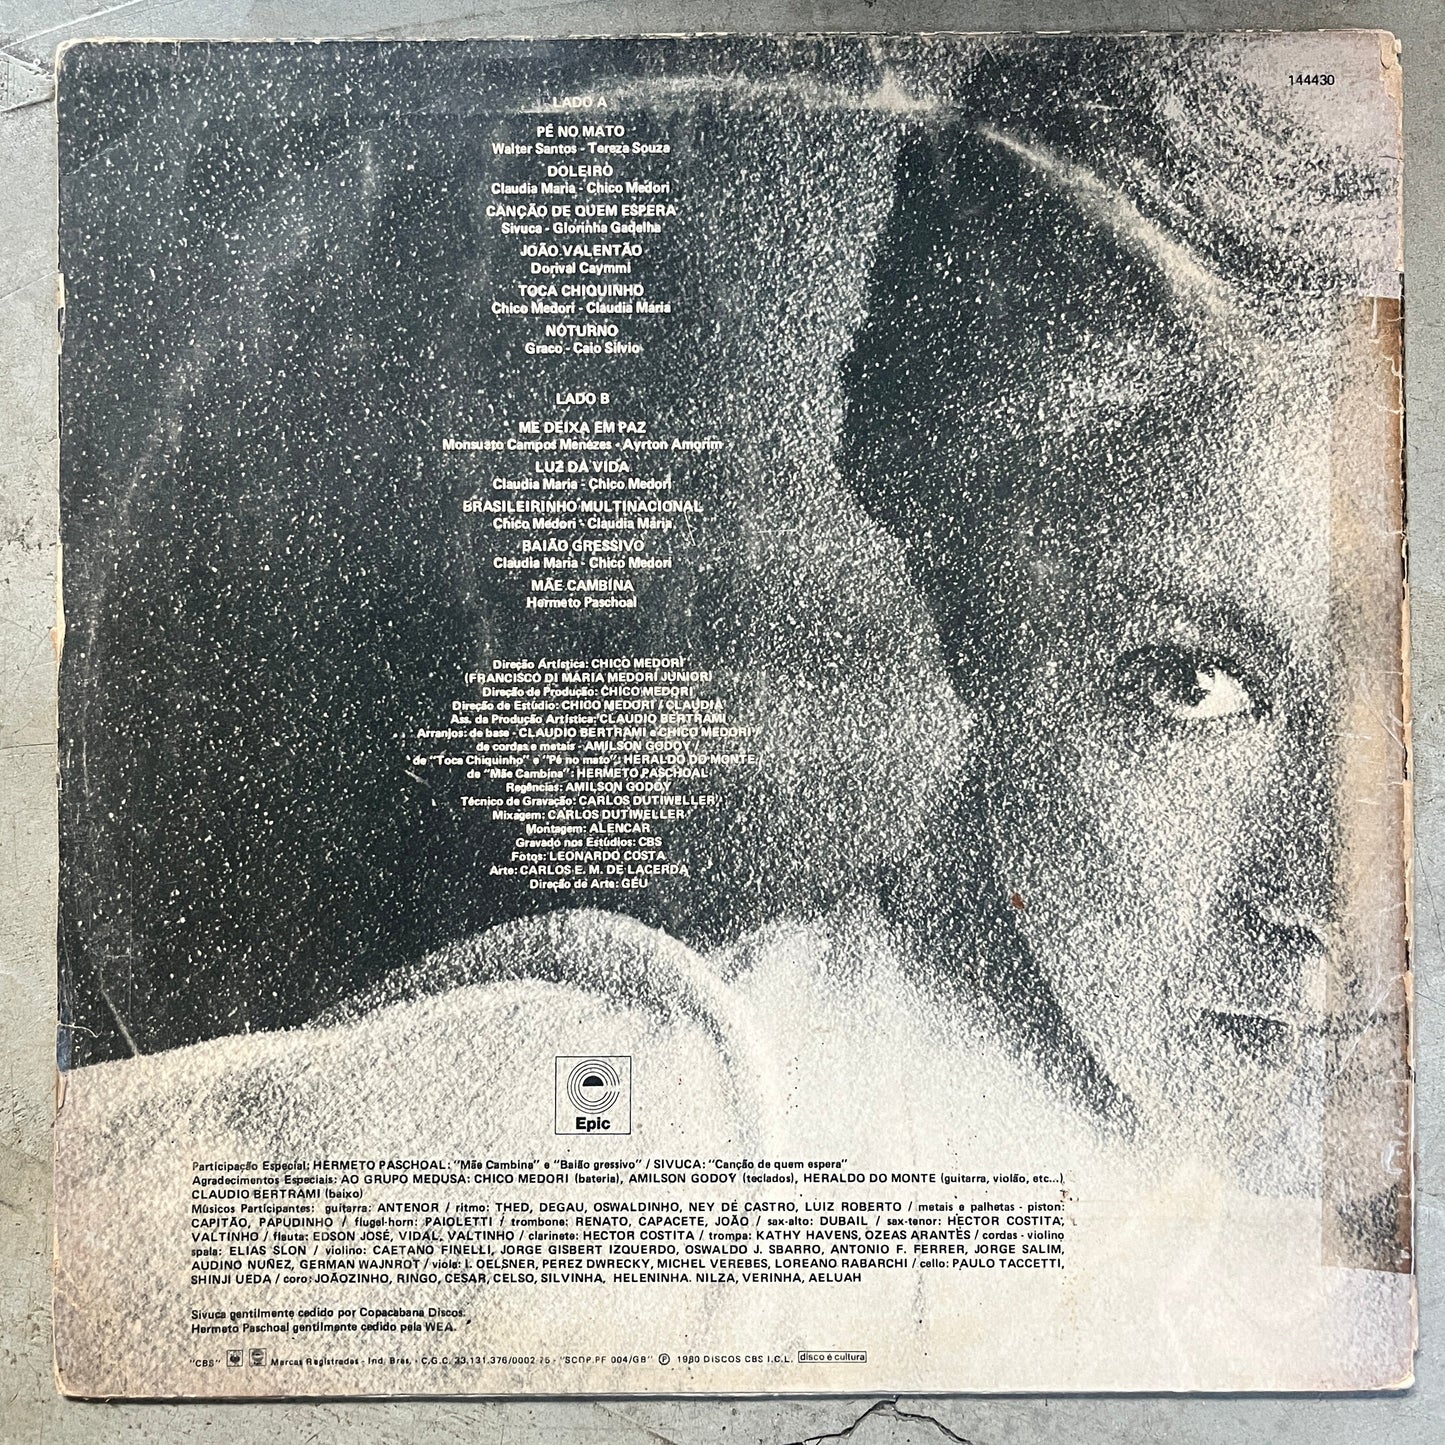 144430
LADO A
PÉ NO MATO
Walter Santos - Tereza Souza
DOLEIRO
Claudia Maria - Chico Medori
CANÇÃO DE QUEM ESPERA
Sivuca - Glorinha Gadelha
JOÃO VALENTÃO
Dorival Caymmi
TOCA CHIQUINHO
Chico Medori - Claudia Maria
NOTURNO
Graco - Caio Silvio
LADO B
ME DEIXA EM PAZ
Monsuato Campos Menezes - Ayrton Amorim
LUZ DA VIDA
Claudia Maria - Chico Medori
BRASILEIRINHO MULTINACIONAL
Chico Medori - Claudia Maria
BAIÃO GRESSIVO
Claudia Maria - Chico Medori
MÃE CAMBINA
Hermeto Paschoal
Direção Artística: CHICO MEDORI
(FRANCISCO DI MARIA MEDORI JUNIOR)
Direção de Produção: CHICO MEDORI
Direção de Estúdio: CHICO MEDORI / CLAUDIA
Ass. da Produção Artística: CLAUDIO BERTRAMI
Arranjos: de base - CLAUDIO BERTRAMI e CHICO MEDORI
de cordas e metais - AMILSON GODOY /
de "Toca Chiquinho" e "Pé no mato": HERALDO DO MONTE /
de "Mãe Cambina": HERMETO PASCHOAL
Regências: AMILSON GODOY
Técnico de Gravação: CARLOS DUTWELLER
Mixagem: CARLOS DUTIWELLER
Montagem: ALENCAR
Gravado nos Estúdios: CBS
Fotos: LEONARDO COSTA
Arte: CARLOS E. M. DE LACERDA
Direção de Arte: GÉU
Epic
Participação Especial: HERMETO PASCHOAL: "Mãe Cambina" e "Baião gressivo" / SIVUCA: "Canção de quem espera"
Agradecimentos Especiais: AO GRUPO MEDUSA: CHICO MEDORI (bateria), AMILSON GODOY (teclados), HERALDO DO MONTE (guitarra, violão, etc...)
CLAUDIO BERTRAMI (baixo)
Músicos Participantes: guitarra: ANTENOR / ritmo: THED, DEGAU, OSWALDINHO, NEY DE CASTRO, LUIZ ROBERTO / metais e palhetas - piston:
CAPITÃO, PAPUDINHO / flugel-horn: PAIOLETTI / trombone: RENATO, CAPACETE, JOÃO / sax-alto: DUBAIL / sax-tenor: HECTOR COSTITA,
VALTINHO / flauta: EDSON JOSÉ, VIDAL, VALTINHO / clarinete: HECTOR COSTITA / trompa: KATHY HAVENS, OZEAS ARANTES / cordas - violino
spala: ELIAS SLON / violino: CAETANO FINELLI, JORGE GISBERT IZQUERDO, OSWALDO J. SBARRO, ANTONIO F. FERRER, JORGE SALIM,
AUDINO NUÑEZ, GERMAN WAJNROT / viola: I. OELSNER, PEREZ DWRECKY, MICHEL VEREBES, LOREANO RABARCHI / cello: PAULO TACCETTI,
SHINJI UEDA / coro: JOÃOZINHO, RINGO, CESAR, CELSO, SILVINHA, HELENINHA. NILZA, VERINHA, AELUAH
Sivuca gentilmente cedido por Copacabana Discos.
Hermeto Paschoal gentilmente cedido pela WEA.
"CBS" Marcas Registradas - Ind. Bras. - C.G.C. 33.131.376/0002-75 - "SCDP PF 004/GB" Ⓟ 1980 DISCOS CBS I.C.L. disco é cultura